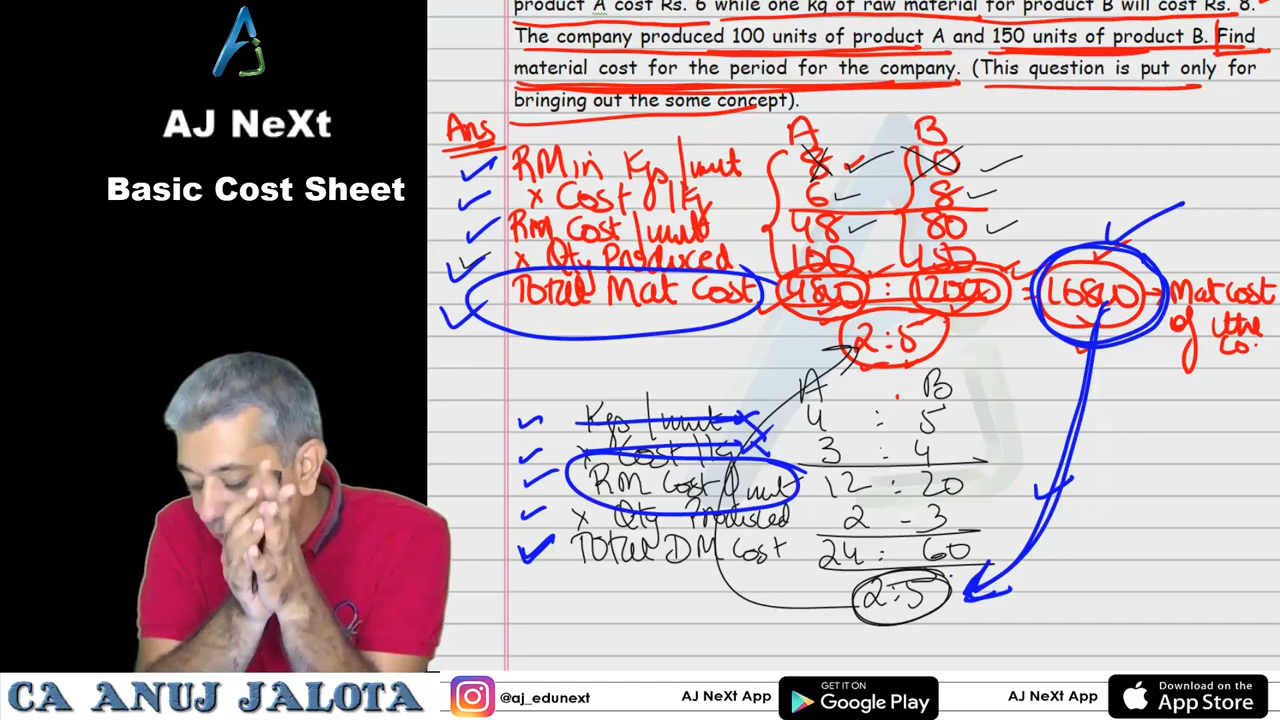 product A cost Rs. 6 while one kg of raw material for product B will cost Rs. 8.
The company produced 100 units of product A and 150 units of product B. Find
material cost for the period for the company. (This question is put only for
bringing out the some concept).
AJ NeXt
Basic Cost Sheet
Ans A B
RM in Kgs/unit 8 10
x Cost/kg 6 8
RM Cost/unit 48 80
x Qty Produced 100 150
Total Mat Cost 4800 : 12000 = 16800 → Mat Cost
of the
Co.
2:5
A B
Kgs/unit 4 : 5
x Cost/kg 3 : 4
RM Cost/unit 12 : 20
x Qty Produced 2 - 3
Total DM Cost 24 : 60
2:5
CA ANUJ JALOTA
@aj_edunext
AJ NeXt App
GET IT ON
Google Play
AJ NeXt App
Download on the
App Store